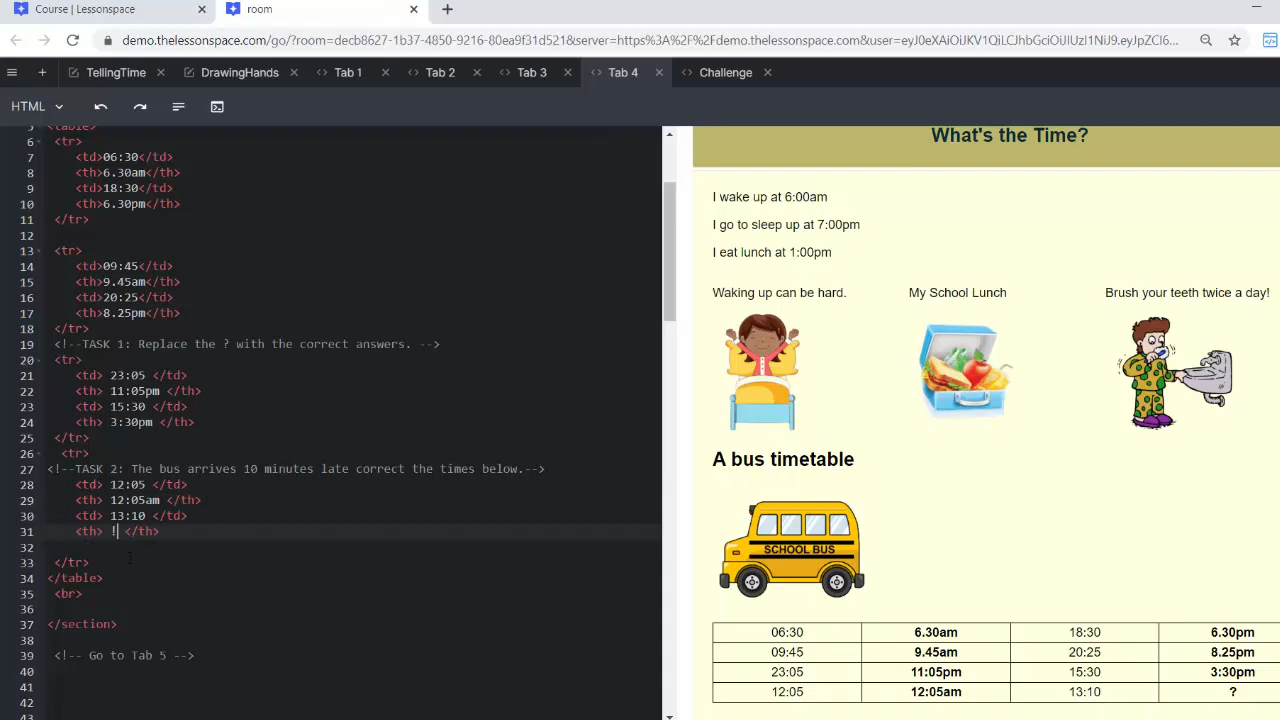 Course | Lessonspace
room
demo.thelessonspace.com/go/?room=decb8627-1b37-4850-9216-80ea9f31d521&server=https%3A%2F%2Fdemo.thelessonspace.com&user=eyJ0eXAiOiJKV1QiLCJhbGciOiJIUzI1NiJ9.eyJpZCI6...
TellingTime
DrawingHands
Tab 1
Tab 2
Tab 3
Tab 4
Challenge
HTML
5 <table>
6 <tr>
7 <td>06:30</td>
8 <th>6.30am</th>
9 <td>18:30</td>
10 <th>6.30pm</th>
11 </tr>
12
13 <tr>
14 <td>09:45</td>
15 <th>9.45am</th>
16 <td>20:25</td>
17 <th>8.25pm</th>
18 </tr>
19 <!--TASK 1: Replace the ? with the correct answers. -->
20 <tr>
21 <td> 23:05 </td>
22 <th> 11:05pm </th>
23 <td> 15:30 </td>
24 <th> 3:30pm </th>
25 </tr>
26 <tr>
27 <!--TASK 2: The bus arrives 10 minutes late correct the times below.-->
28 <td> 12:05 </td>
29 <th> 12:05am </th>
30 <td> 13:10 </td>
31 <th> ! </th>
32
33 </tr>
34 </table>
35 <br>
36
37 </section>
38
39 <!-- Go to Tab 5 -->
40
41
42
43
What's the Time?
I wake up at 6:00am
I go to sleep up at 7:00pm
I eat lunch at 1:00pm
Waking up can be hard.
My School Lunch
Brush your teeth twice a day!
A bus timetable
SCHOOL BUS
06:30 6.30am 18:30 6.30pm
09:45 9.45am 20:25 8.25pm
23:05 11:05pm 15:30 3:30pm
12:05 12:05am 13:10 ?